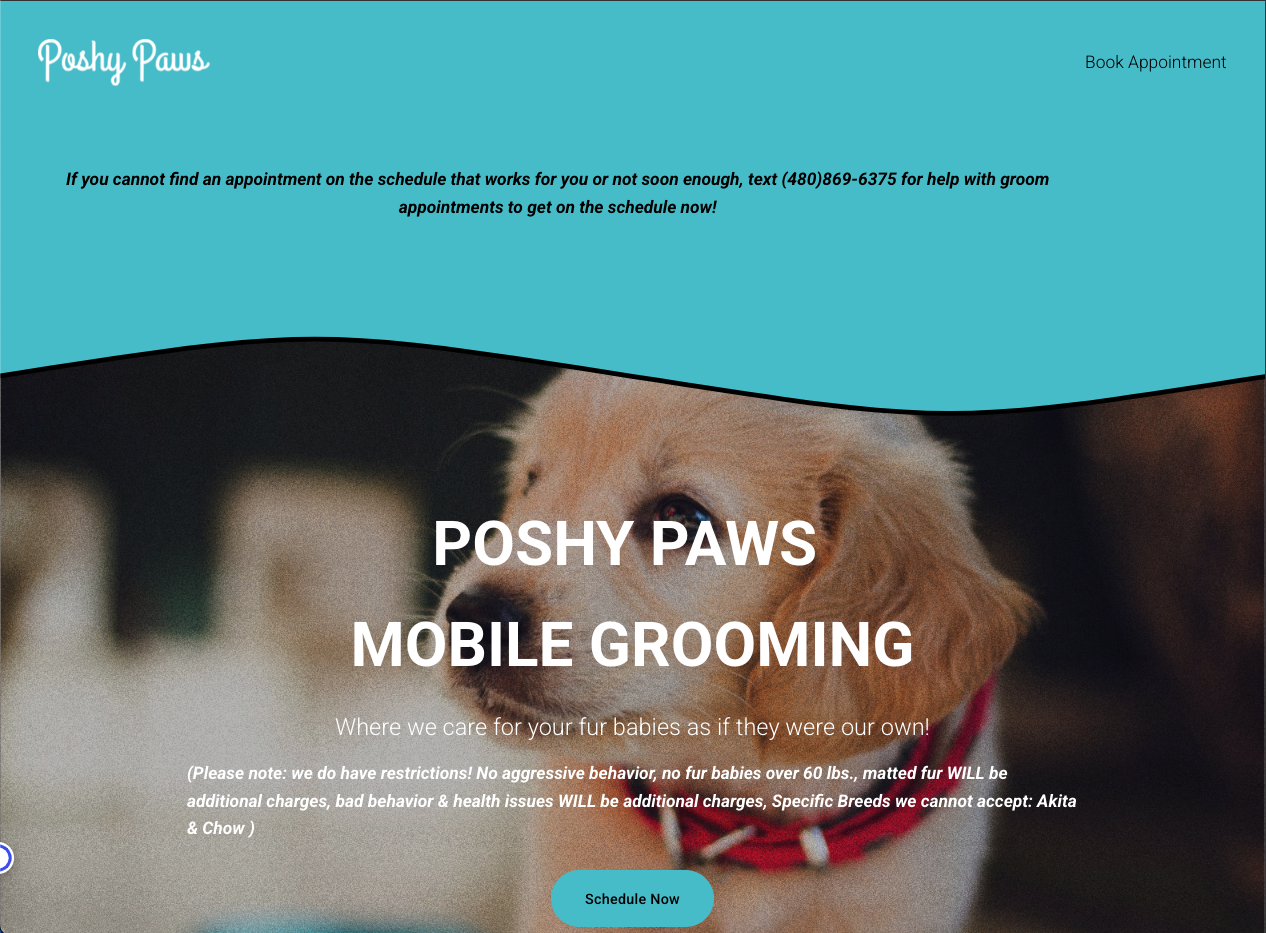 Poshy Paws
Book Appointment
If you cannot find an appointment on the schedule that works for you or not soon enough, text (480)869-6375 for help with groom
appointments to get on the schedule now!
POSHY PAWS
MOBILE GROOMING
Where we care for your fur babies as if they were our own!
(Please note: we do have restrictions! No aggressive behavior, no fur babies over 60 lbs., matted fur WILL be
additional charges, bad behavior & health issues WILL be additional charges, Specific Breeds we cannot accept: Akita
& Chow )
Schedule Now